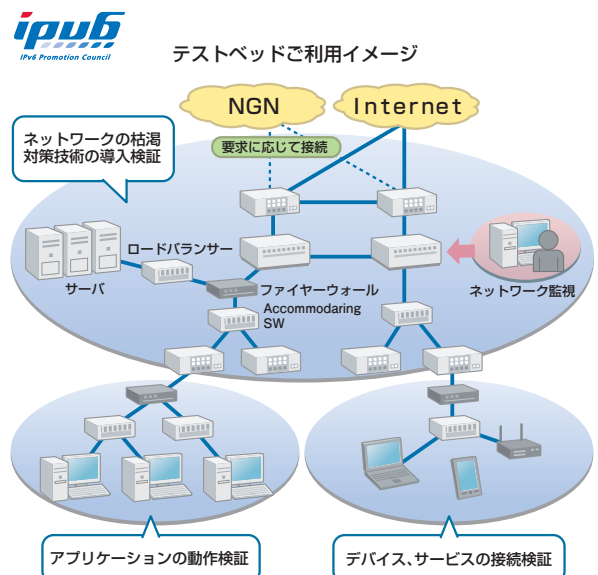 ipv6
IPv6 Promotion Council
テストベッドご利用イメージ
NGN
Internet
要求に応じて接続
ネットワークの枯渇
対策技術の導入検証
ロードバランサー
サーバ
ファイヤーウォール
Accommodaring
SW
ネットワーク監視
アプリケーションの動作検証
デバイス、サービスの接続検証